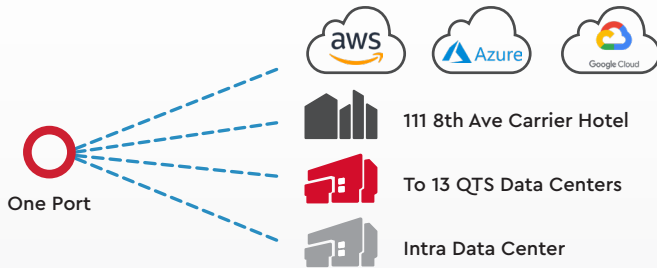 aws
Azure
Google Cloud
111 8th Ave Carrier Hotel
To 13 QTS Data Centers
One Port
Intra Data Center